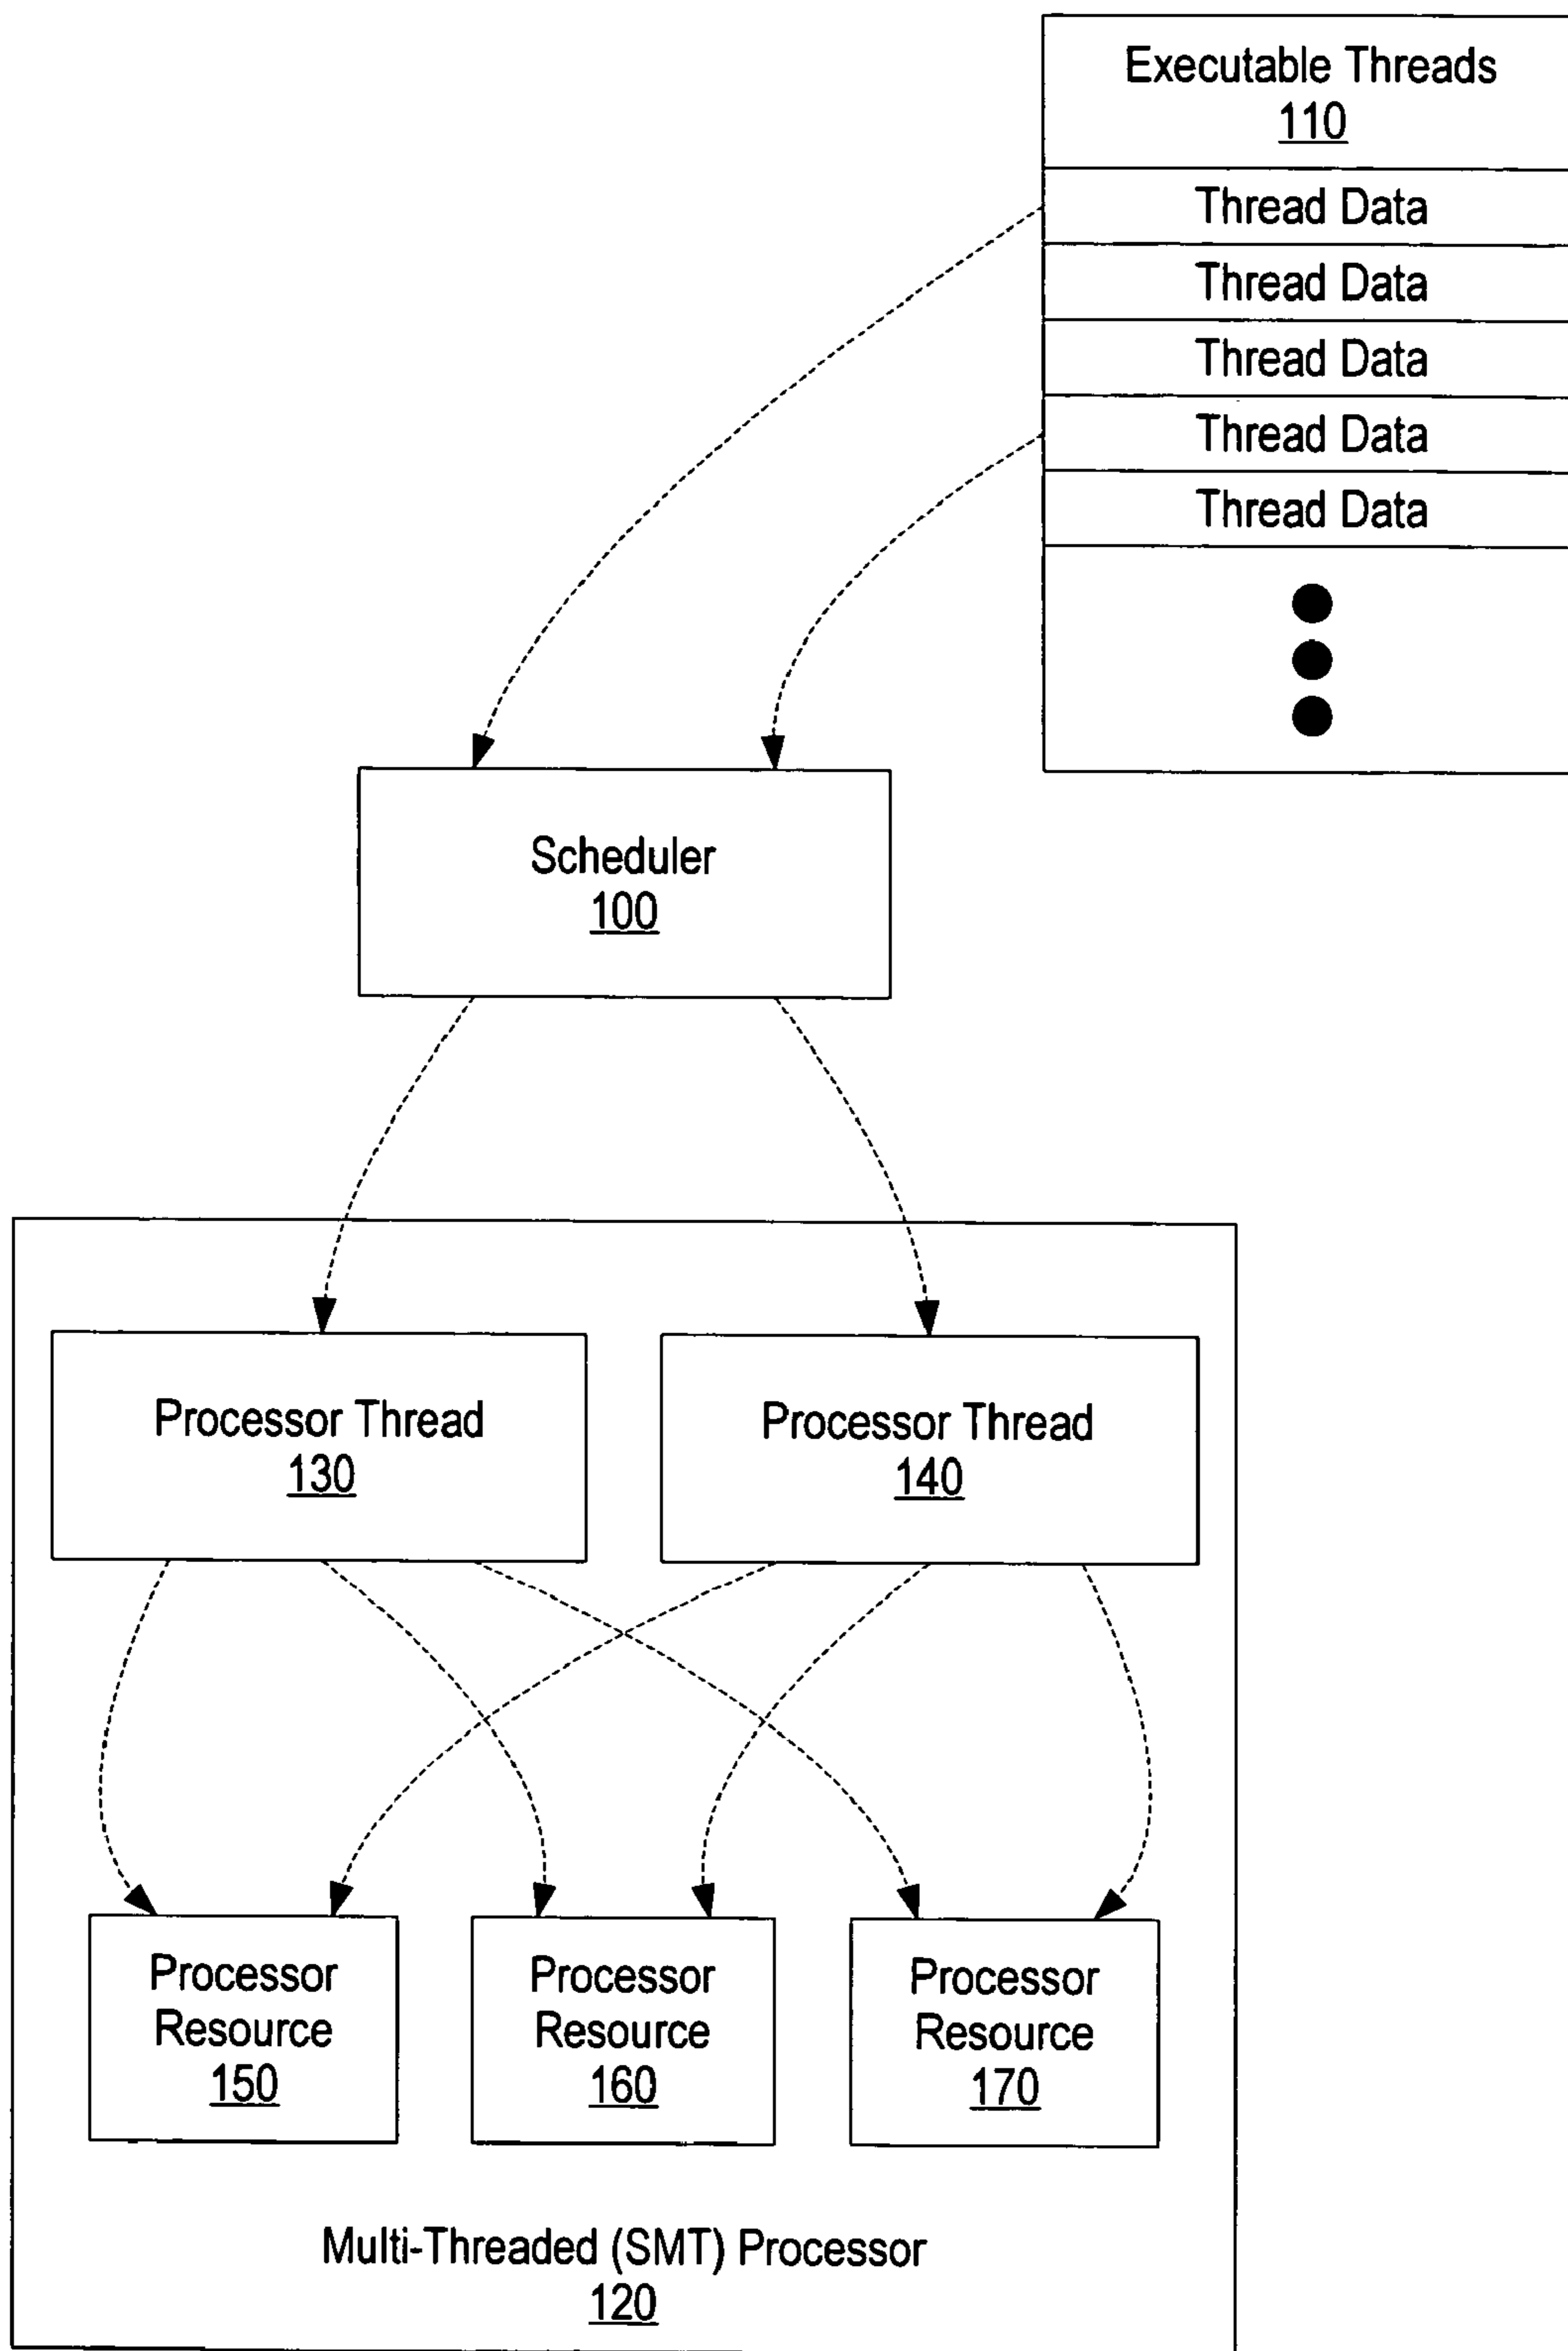 Executable Threads
110
Thread Data
Thread Data
Thread Data
Thread Data
Thread Data
Scheduler
100
Processor Thread
130
Processor Thread
140
Processor
Resource
150
Processor
Resource
160
Processor
Resource
170
Multi-Threaded (SMT) Processor
120